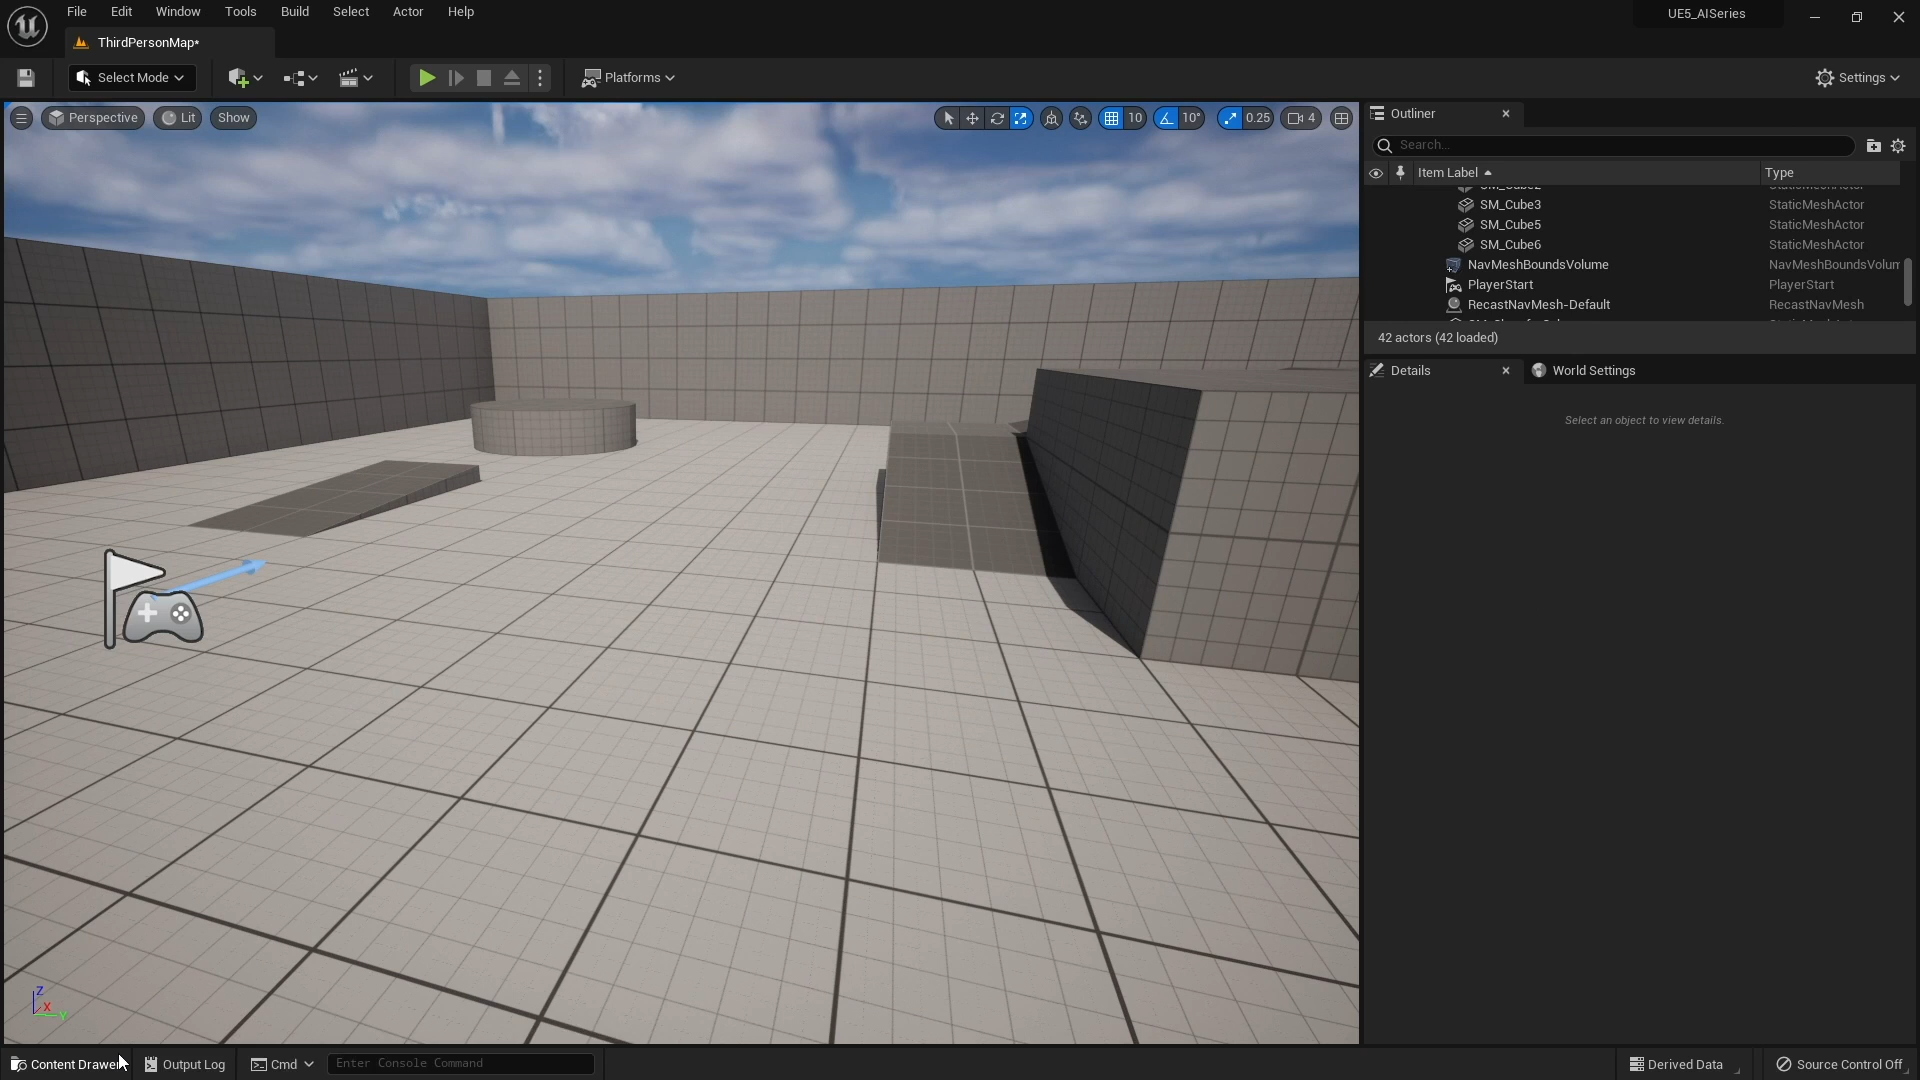 File Edit Window Tools Build Select Actor Help
UE5_AISeries
ThirdPersonMap*
Select Mode
Platforms
Settings
Perspective Lit Show
10 10° 0.25 4
Outliner
Search...
Item Label Type
SM_Cube2 StaticMeshActor
SM_Cube3 StaticMeshActor
SM_Cube5 StaticMeshActor
SM_Cube6 StaticMeshActor
NavMeshBoundsVolume NavMeshBoundsVolum
PlayerStart PlayerStart
RecastNavMesh-Default RecastNavMesh
42 actors (42 loaded)
Details World Settings
Select an object to view details.
Z
X
Y
Content Drawer Output Log Cmd Enter Console Command Derived Data Source Control Off